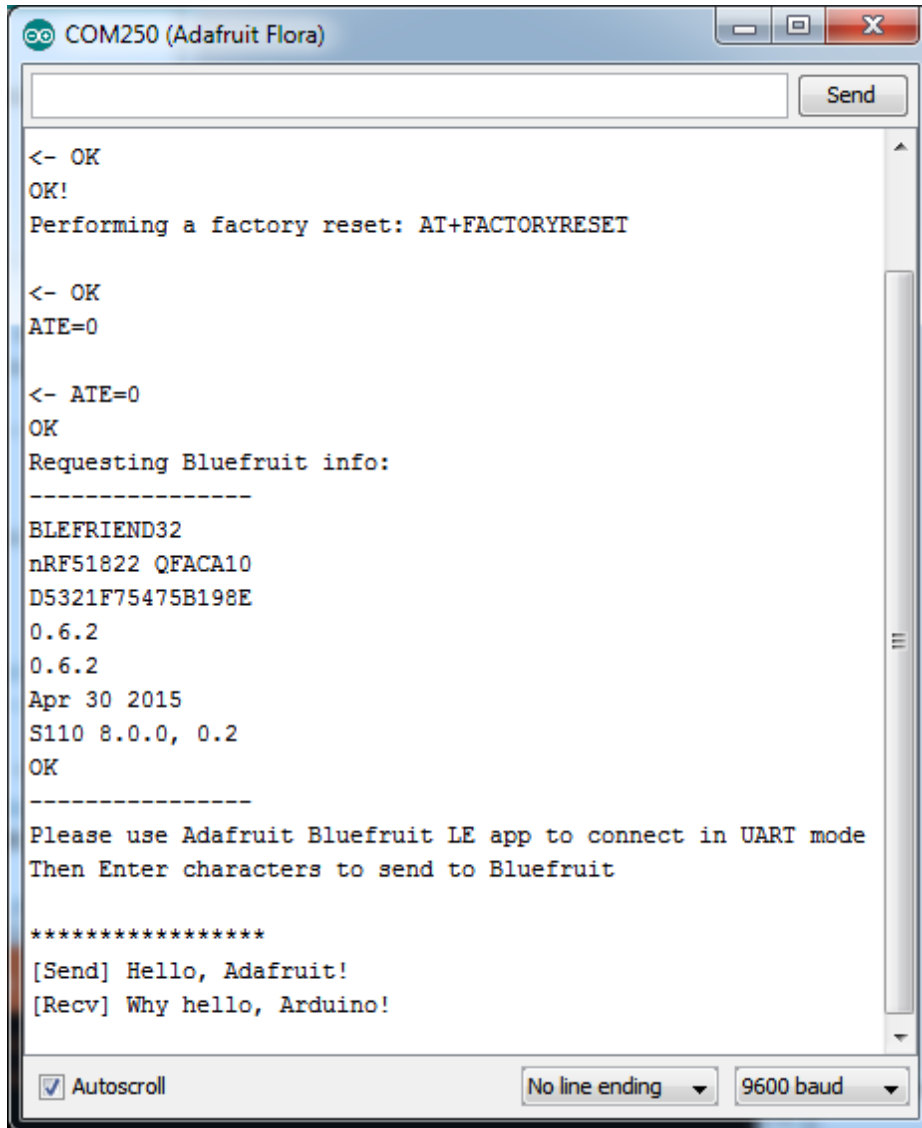 COM250 (Adafruit Flora)
Send
<- OK
OK!
Performing a factory reset: AT+FACTORYRESET
<- OK
ATE=0
<- ATE=0
OK
Requesting Bluefruit info:
----------------
BLEFRIEND32
nRF51822 QFACA10
D5321F75475B198E
0.6.2
0.6.2
Apr 30 2015
S110 8.0.0, 0.2
OK
----------------
Please use Adafruit Bluefruit LE app to connect in UART mode
Then Enter characters to send to Bluefruit
*****************
[Send] Hello, Adafruit!
[Recv] Why hello, Arduino!
Autoscroll
No line ending
9600 baud